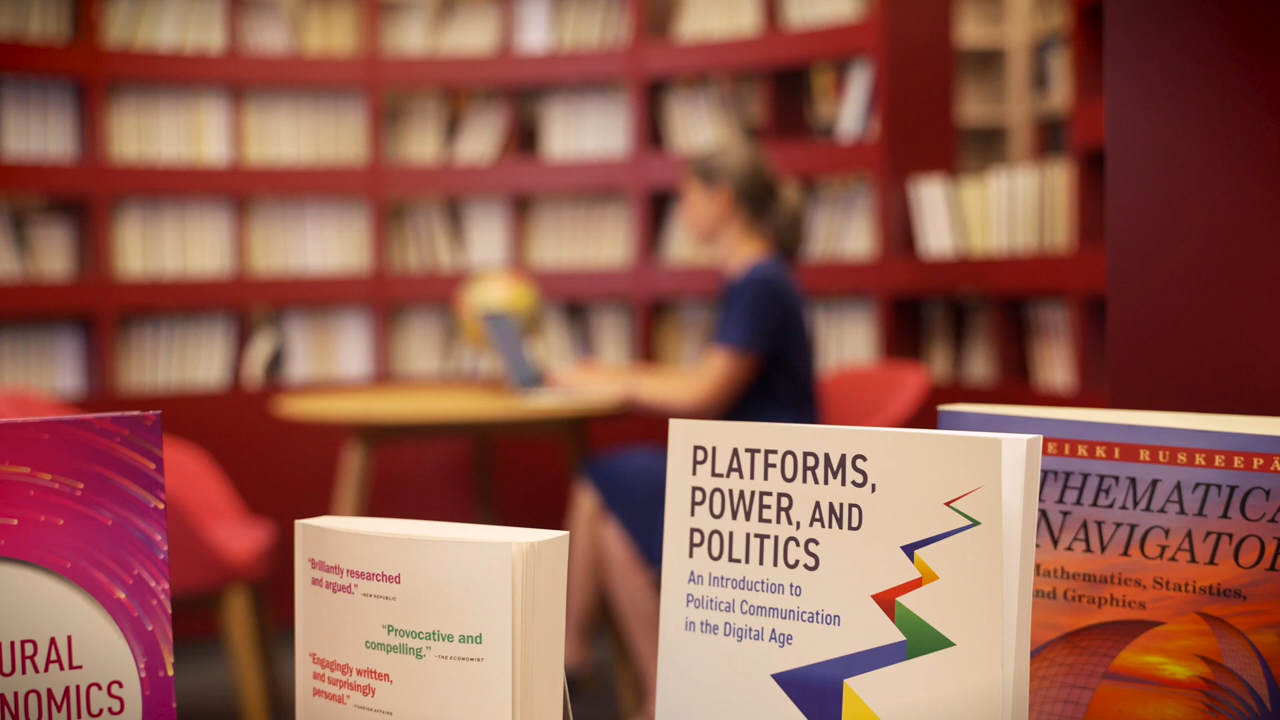 URAL
NOMICS
“Brilliantly researched
and argued.” -NEW REPUBLIC
“Provocative and
compelling.” -THE ECONOMIST
“Engagingly written,
and surprisingly
personal.” -FOREIGN AFFAIRS
PLATFORMS,
POWER, AND
POLITICS
An Introduction to
Political Communication
in the Digital Age
EIKKI RUSKEEPÄ
THEMATICA
NAVIGATOR
Mathematics, Statistics,
and Graphics